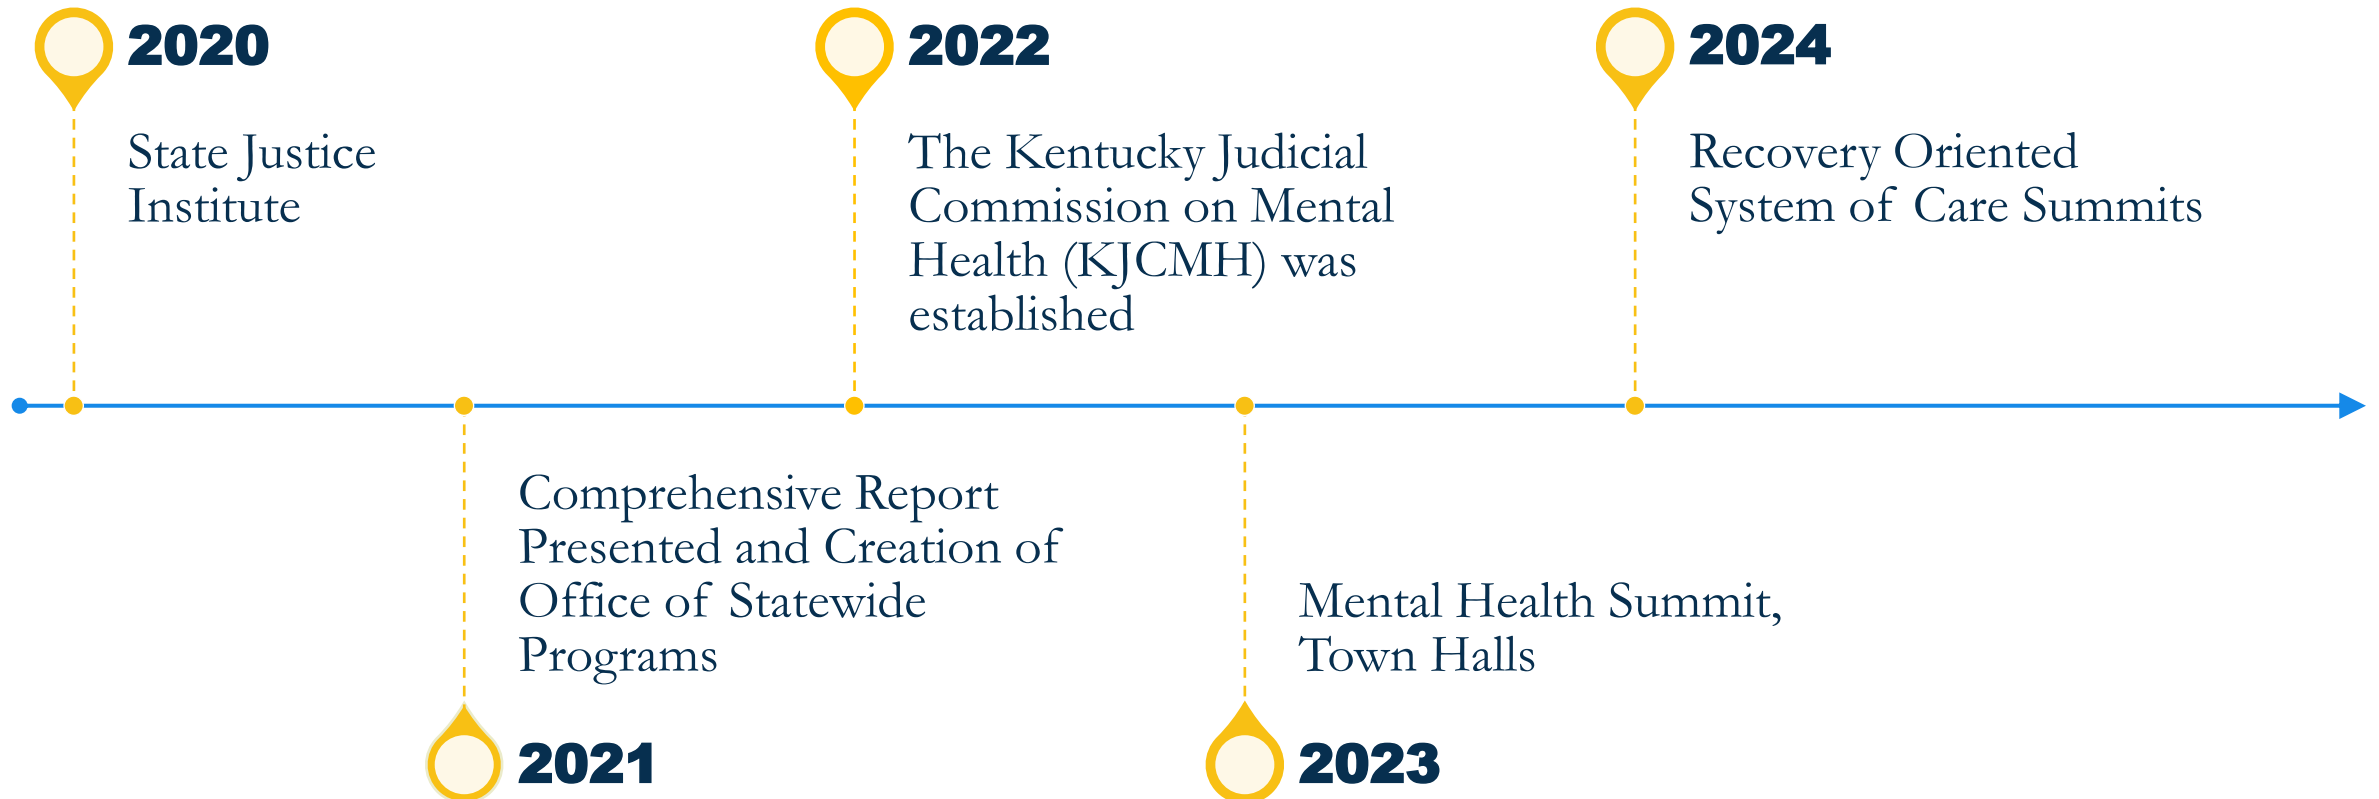 2020
State Justice
Institute
2022
The Kentucky Judicial
Commission on Mental
Health (KJCMH) was
established
2024
Recovery Oriented
System of Care Summits
Comprehensive Report
Presented and Creation of
Office of Statewide
Programs
2021
Mental Health Summit,
Town Halls
2023